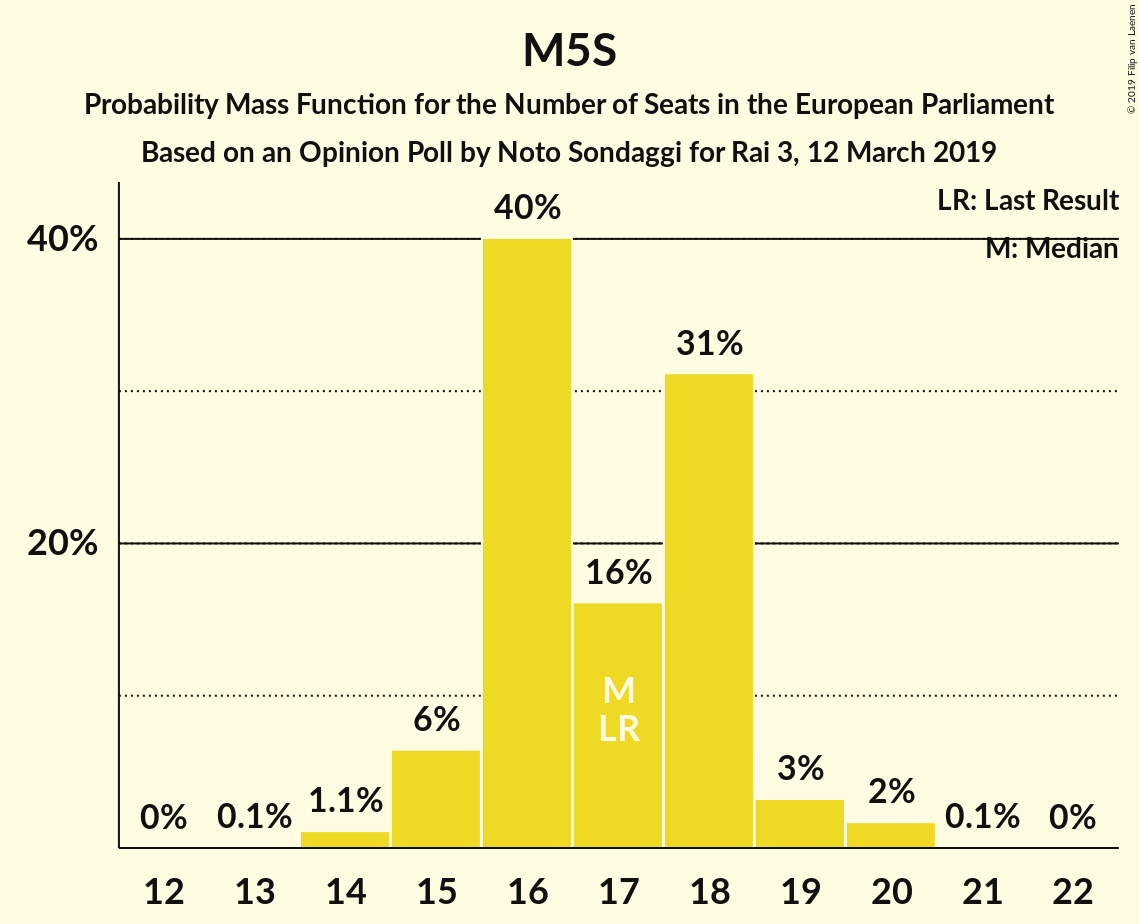 M5S
Probability Mass Function for the Number of Seats in the European Parliament
Based on an Opinion Poll by Noto Sondaggi for Rai 3, 12 March 2019
© 2019 Filip van Laenen
LR: Last Result
M: Median
40%
20%
0%
0.1%
1.1%
6%
40%
16%
31%
3%
2%
0.1%
0%
M
LR
12 13 14 15 16 17 18 19 20 21 22